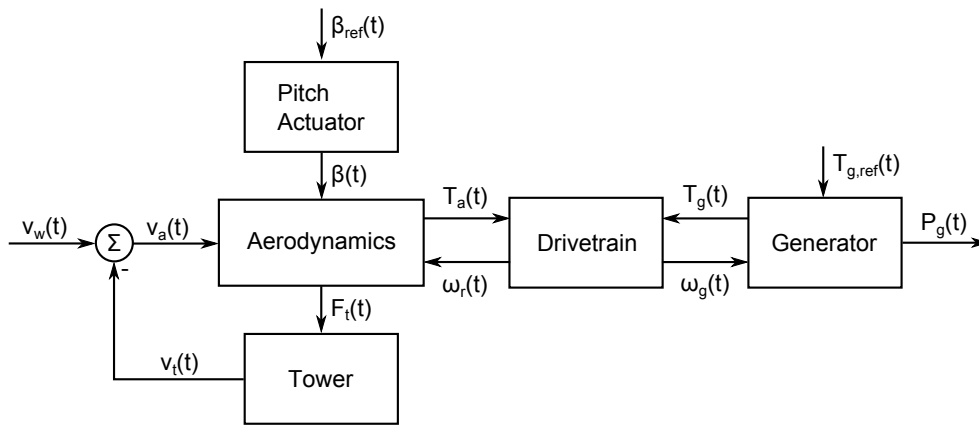 β_ref(t)
Pitch
Actuator
β(t)
T_g,ref(t)
T_a(t)
T_g(t)
P_g(t)
v_w(t)
Σ
v_a(t)
Aerodynamics
Drivetrain
Generator
-
ω_r(t)
ω_g(t)
F_t(t)
v_t(t)
Tower